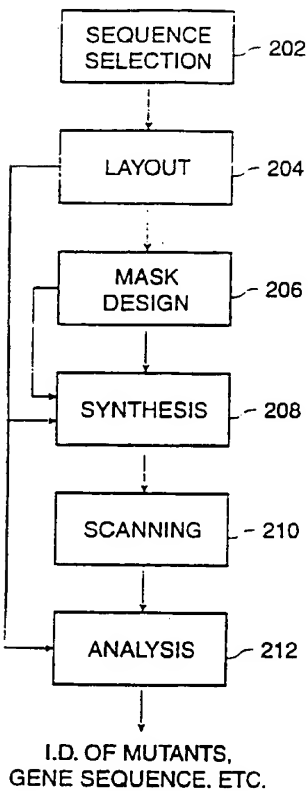 SEQUENCE
SELECTION
202
LAYOUT
204
MASK
DESIGN
206
SYNTHESIS
208
SCANNING
210
ANALYSIS
212
I.D. OF MUTANTS,
GENE SEQUENCE, ETC.